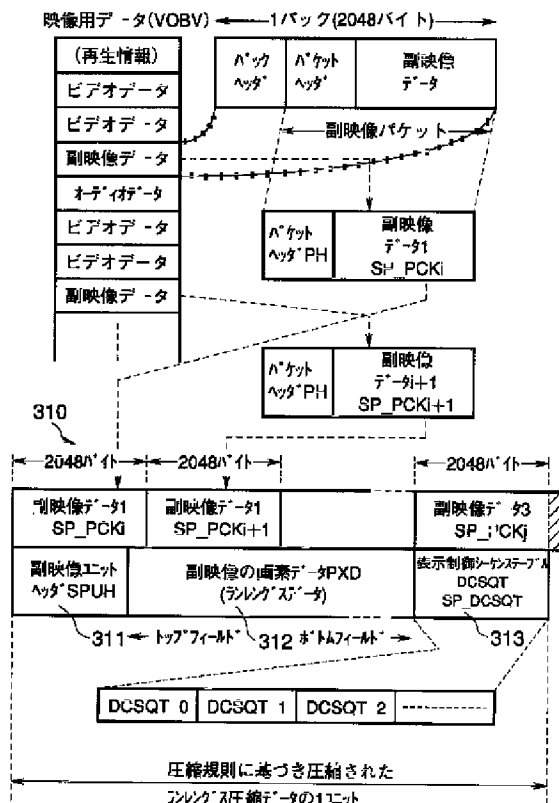 映像用データ(VOBV)
1パック(2048バイト)
(再生情報)
ビデオデータ
ビデオデータ
副映像データ
オーディオデータ
ビデオデータ
ビデオデータ
副映像データ
パック
ヘッダ
パケット
ヘッダ
副映像
データ
副映像パケット
パケット
ヘッダPH
副映像
データ1
SP_PCKi
パケット
ヘッダPH
副映像
データi+1
SP_PCKi+1
310
2048バイト
2048バイト
2048バイト
副映像データ1
SP_PCKi
副映像データ1
SP_PCKi+1
副映像データ3
SP_PCKj
副映像ユニット
ヘッダSPUH
副映像の画素データPXD
(ランレングスデータ)
表示制御シーケンステーブル
DCSQT
SP_DCSQT
311
トップフィールド
312
ボトムフィールド
313
DCSQT 0
DCSQT 1
DCSQT 2
圧縮規則に基づき圧縮された
ランレングス圧縮データの1ユニット